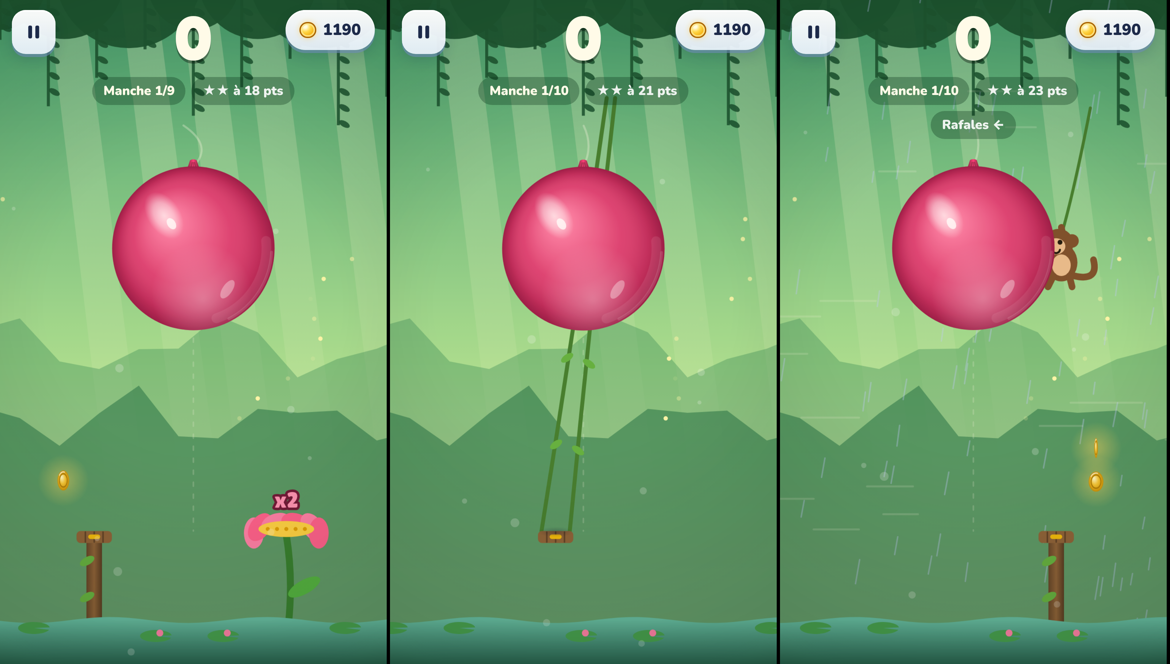 0
1190
Manche 1/9
★★ à 18 pts
x2
0
1190
Manche 1/10
★★ à 21 pts
0
1190
Manche 1/10
★★ à 23 pts
Rafales ←